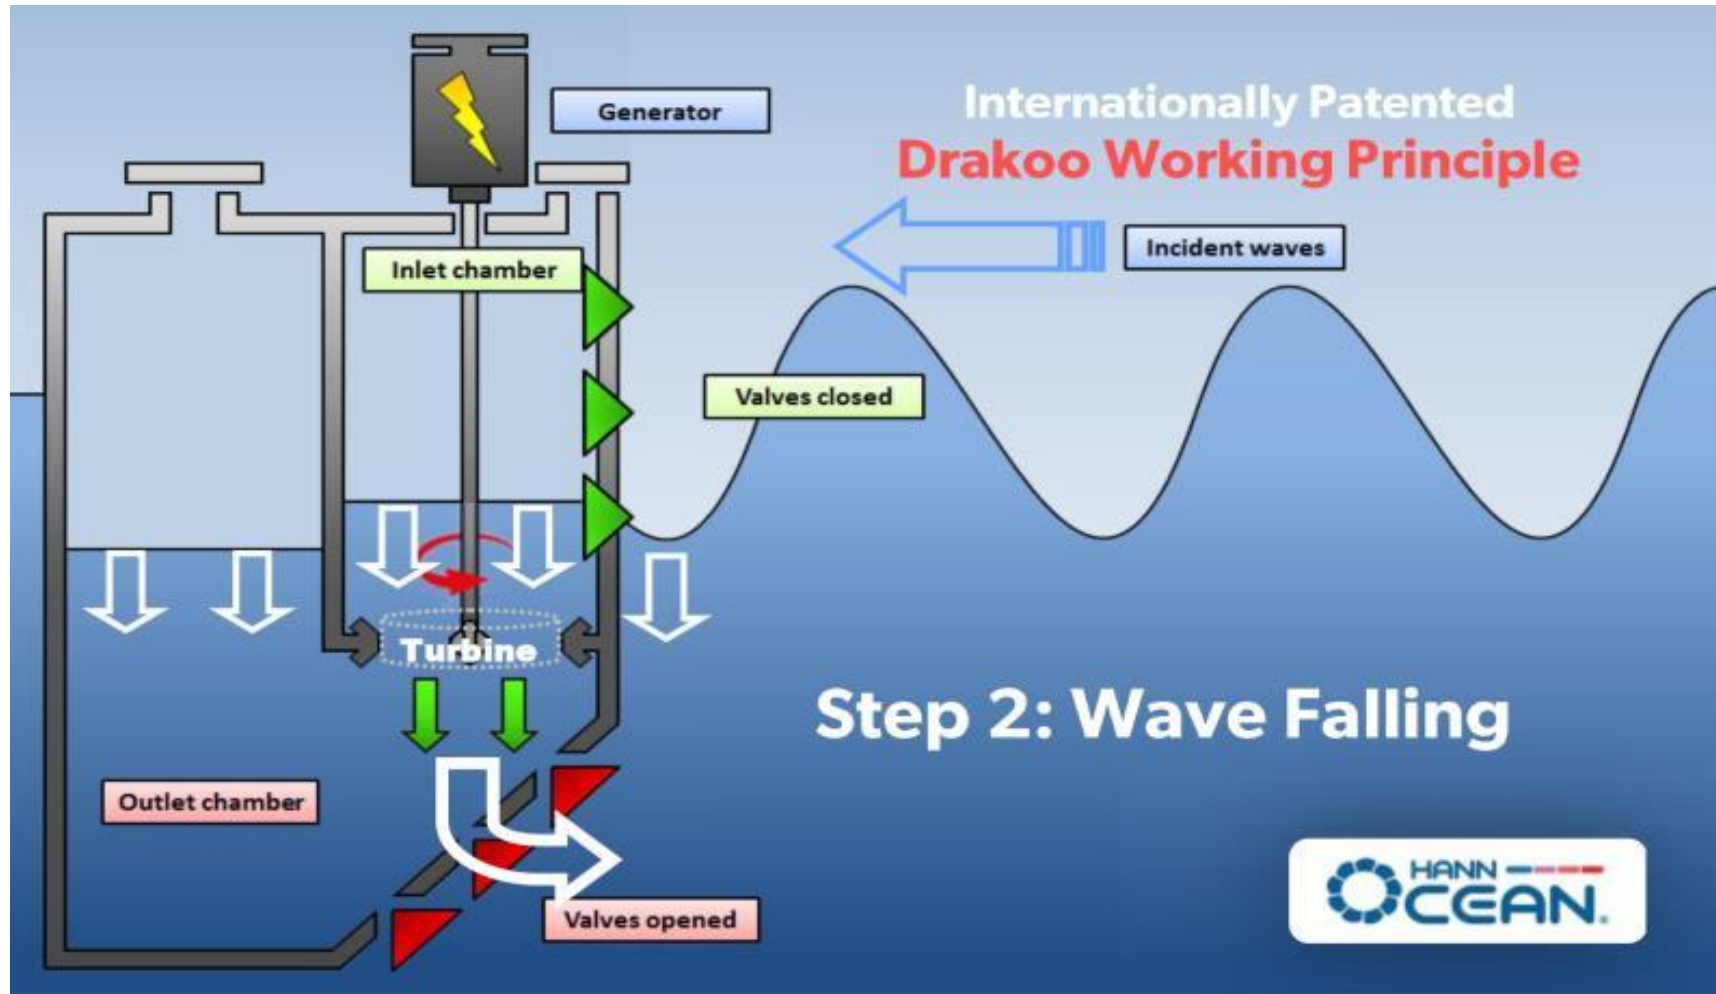 Generator
Internationally Patented
Drakoo Working Principle
Incident waves
Inlet chamber
Valves closed
Turbine
Step 2: Wave Falling
Outlet chamber
Valves opened
HANN
OCEAN.